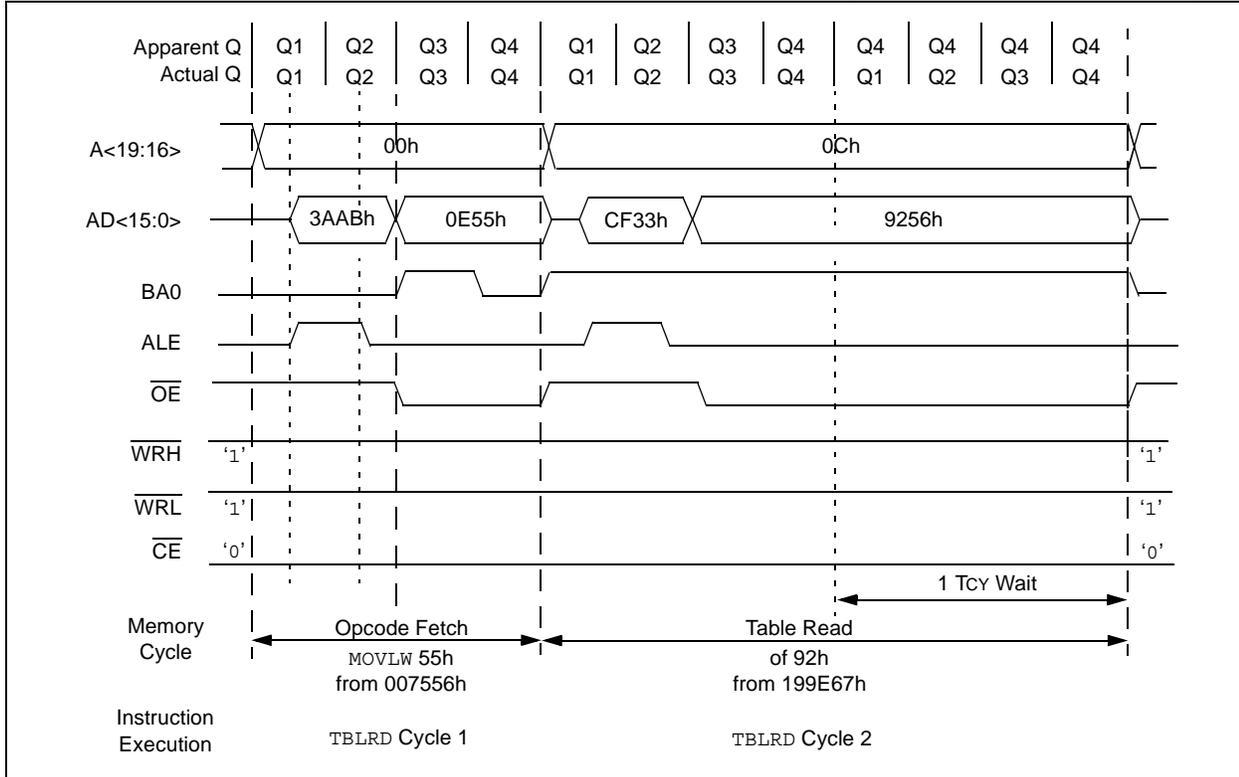 Apparent Q Q1 Q2 Q3 Q4 Q1 Q2 Q3 Q4 Q4 Q4 Q4 Q4
Actual Q Q1 Q2 Q3 Q4 Q1 Q2 Q3 Q4 Q1 Q2 Q3 Q4
A<19:16> 00h 0Ch
AD<15:0> 3AABh 0E55h CF33h 9256h
BA0
ALE
OE
WRH ‘1’ ‘1’
WRL ‘1’ ‘1’
CE ‘0’ ‘0’
1 TCY Wait
Memory Cycle
Opcode Fetch
MOVLW 55h
from 007556h
Table Read
of 92h
from 199E67h
Instruction
Execution
TBLRD Cycle 1
TBLRD Cycle 2